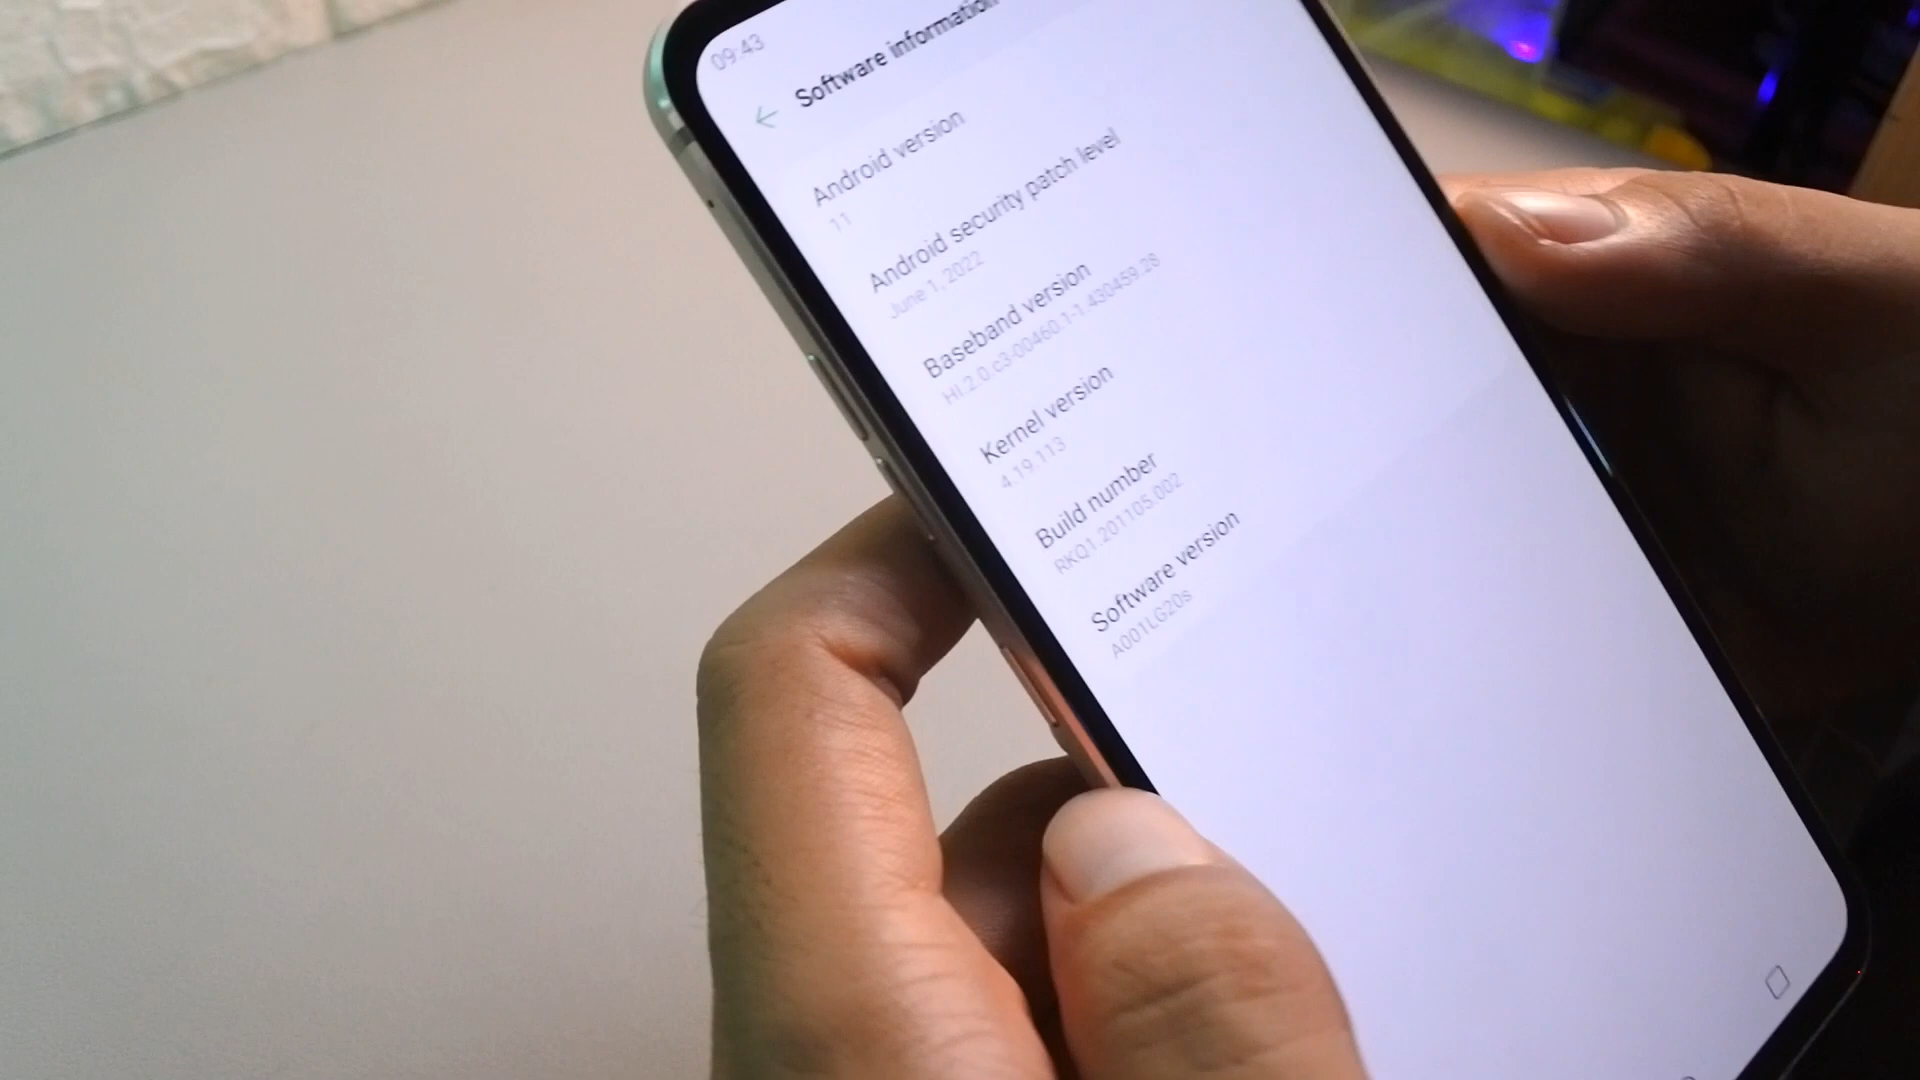 09:43
Software information
Android version
11
Android security patch level
June 1, 2022
Baseband version
HI.2.0.c3-00460.1-1.430459.28
Kernel version
4.19.113
Build number
RKQ1.201105.002
Software version
A001LG20s